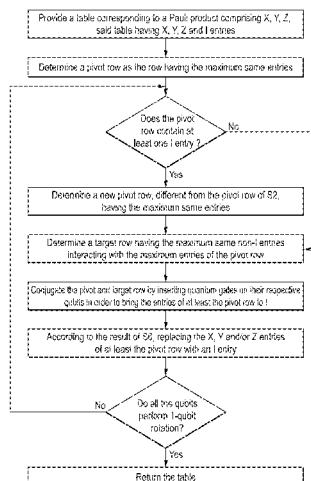 Provide a table corresponding to a Pauli product comprising X, Y, Z,
said table having X, Y, Z and I entries
Determine a pivot row as the row having the maximum same entries
Does the pivot
row contain at
least one I entry ?
No
Yes
Determine a new pivot row, different from the pivot row of S2,
having the maximum same entries
Determine a target row having the maximum same non-I entries
interacting with the maximum entries of the pivot row
Conjugate the pivot and target row by inserting quantum gates on their respective
qubits in order to bring the entries of at least the pivot row to I
According to the result of S6, replacing the X, Y and/or Z entries
of at least the pivot row with an I entry
No
Do all the qubits
perform 1-qubit
rotation?
Yes
Return the table